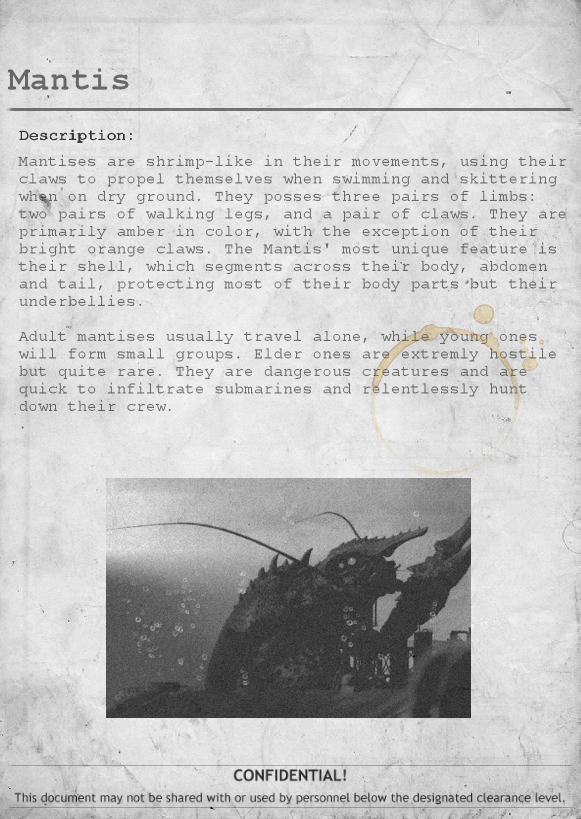 Mantis
Description:
Mantises are shrimp-like in their movements, using their
claws to propel themselves when swimming and skittering
when on dry ground. They posses three pairs of limbs:
two pairs of walking legs, and a pair of claws. They are
primarily amber in color, with the exception of their
bright orange claws. The Mantis' most unique feature is
their shell, which segments across their body, abdomen
and tail, protecting most of their body parts but their
underbellies.
Adult mantises usually travel alone, while young ones
will form small groups. Elder ones are extremly hostile
but quite rare. They are dangerous creatures and are
quick to infiltrate submarines and relentlessly hunt
down their crew.
CONFIDENTIAL!
This document may not be shared with or used by personnel below the designated clearance level.